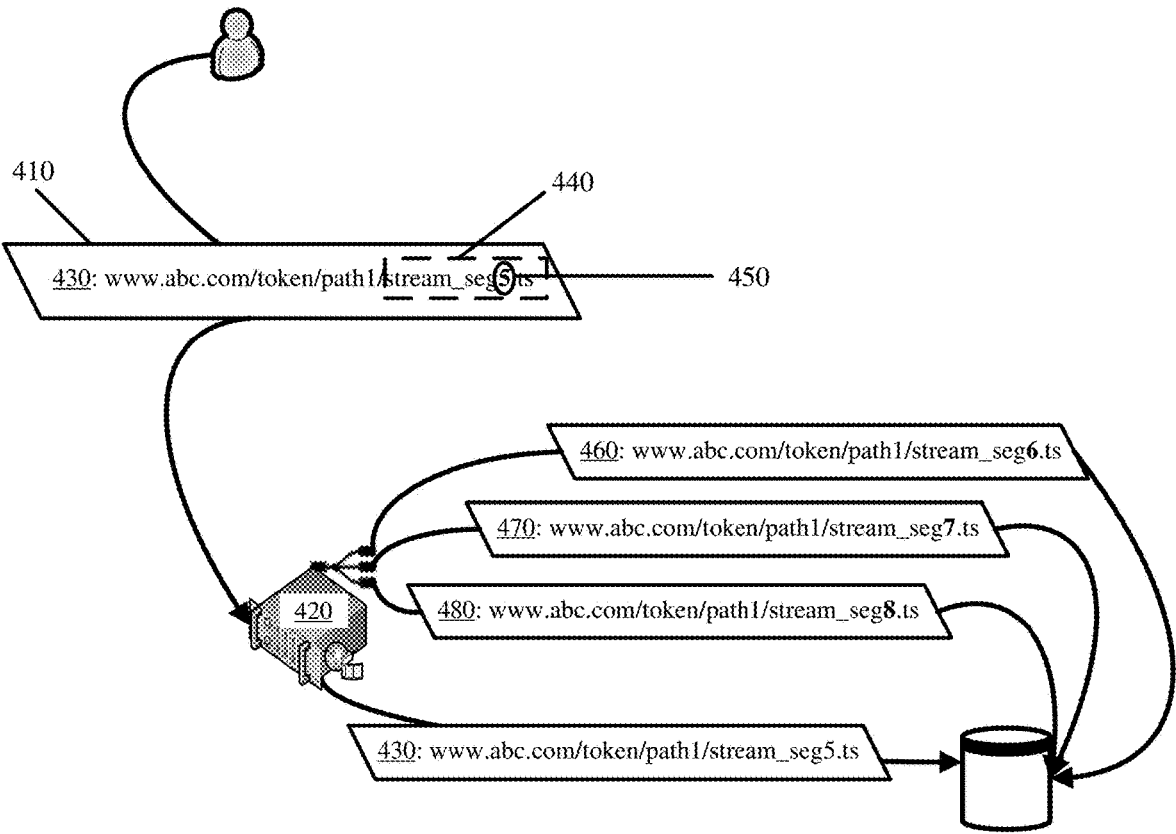 410
440
430: www.abc.com/token/path1/stream_seg5.ts
450
460: www.abc.com/token/path1/stream_seg6.ts
470: www.abc.com/token/path1/stream_seg7.ts
420
480: www.abc.com/token/path1/stream_seg8.ts
430: www.abc.com/token/path1/stream_seg5.ts